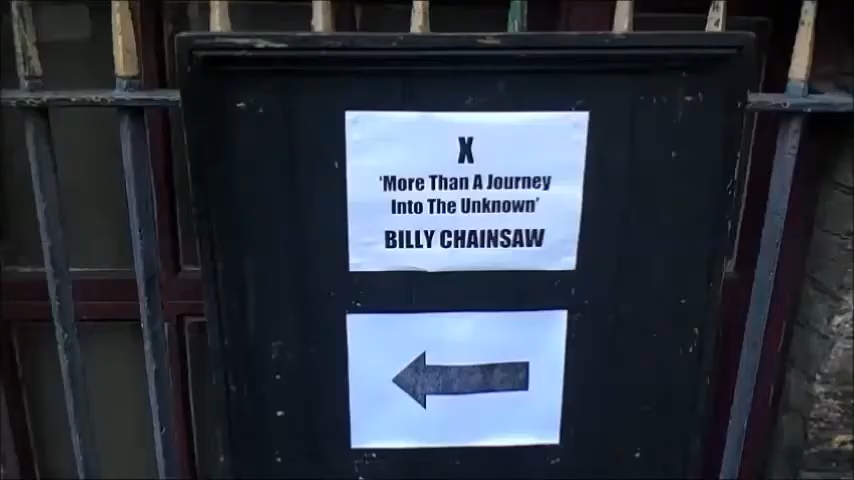 X
'More Than A Journey
Into The Unknown'
BILLY CHAINSAW